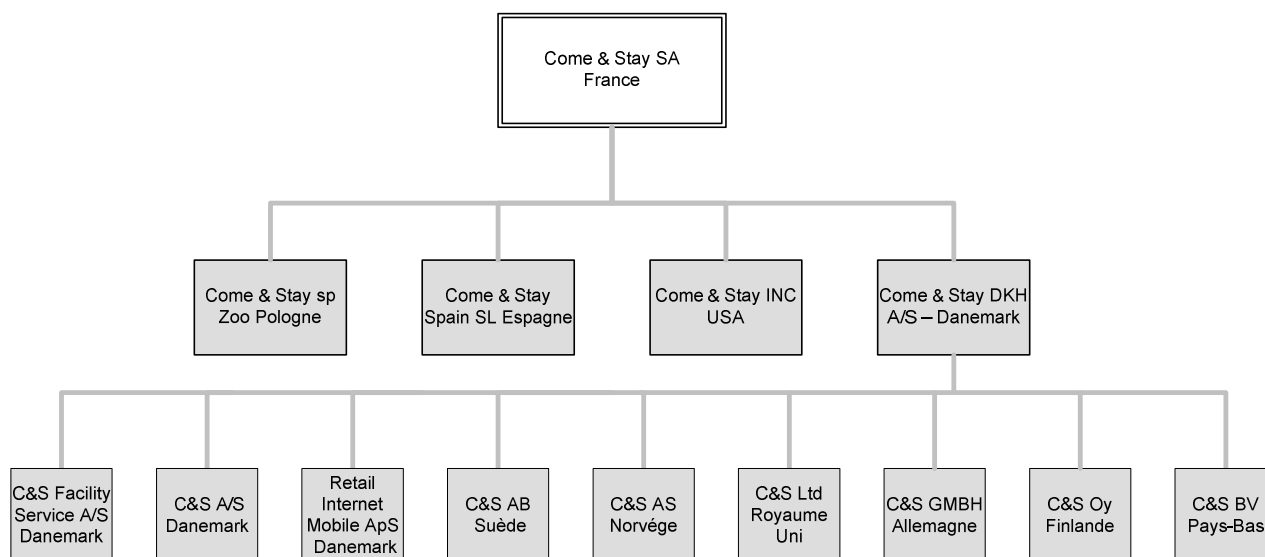 Come & Stay SA
France
Come & Stay sp
Zoo Pologne
Come & Stay
Spain SL Espagne
Come & Stay INC
USA
Come & Stay DKH
A/S – Danemark
C&S Facility
Service A/S
Danemark
C&S A/S
Danemark
Retail
Internet
Mobile ApS
Danemark
C&S AB
Suède
C&S AS
Norvége
C&S Ltd
Royaume
Uni
C&S GMBH
Allemagne
C&S Oy
Finlande
C&S BV
Pays-Bas